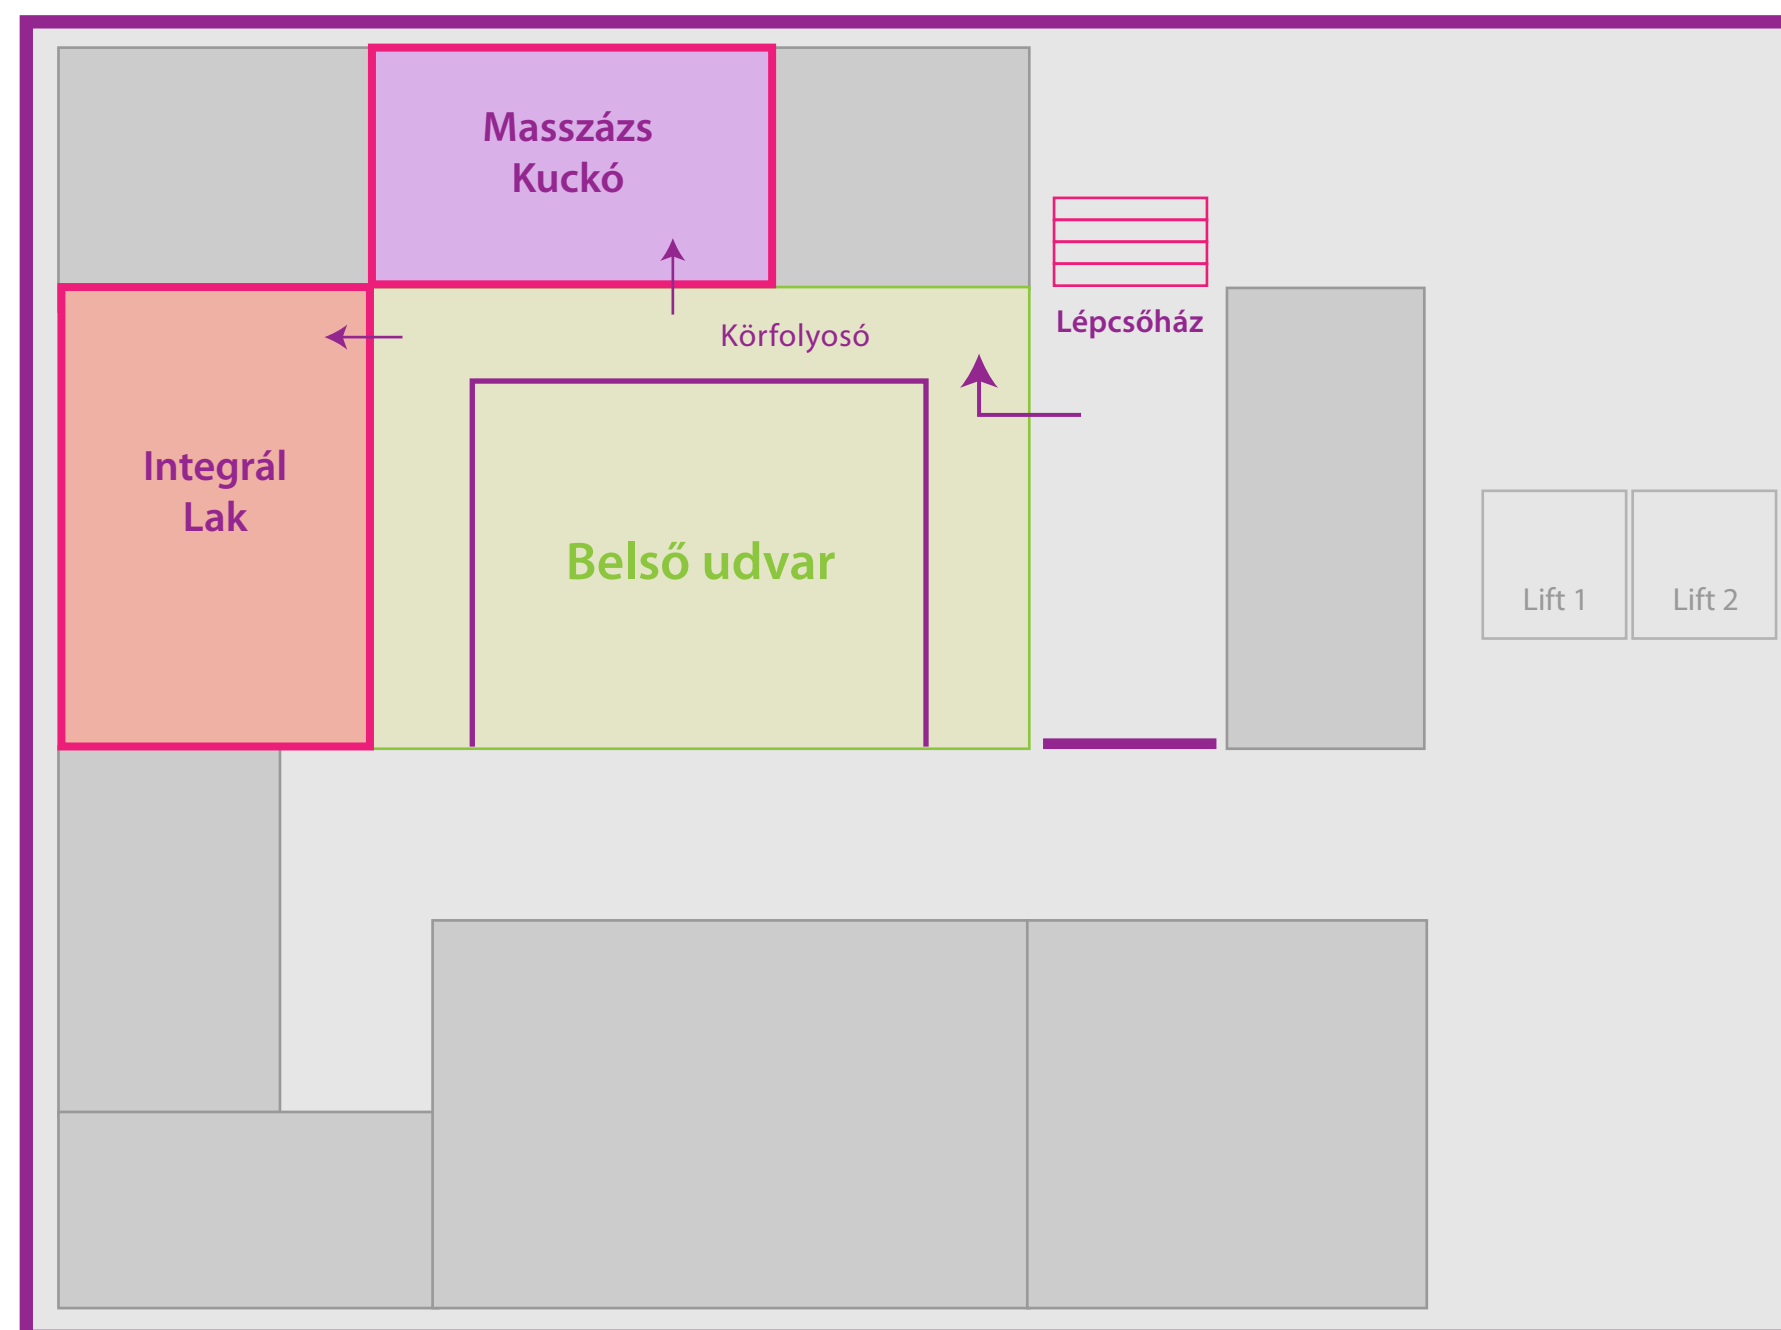 Masszázs
Kuckó
Lépcsőház
Körfolyosó
Integrál
Lak
Belső udvar
Lift 1
Lift 2